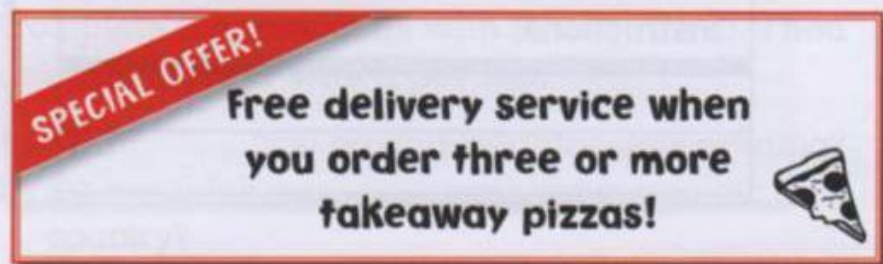 SPECIAL OFFER!
Free delivery service when
you order three or more
takeaway pizzas!